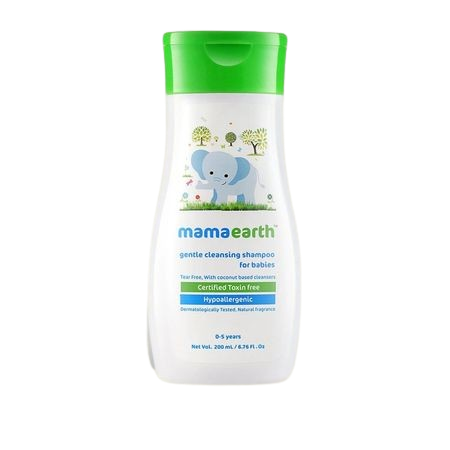 mamaearth™
gentle cleansing shampoo
for babies
Tear Free, With coconut based cleansers
Certified Toxin free
Hypoallergenic
Dermatologically Tested, Natural fragrance
0-5 years
Net Vol. 200 mL / 6.76 Fl. Oz